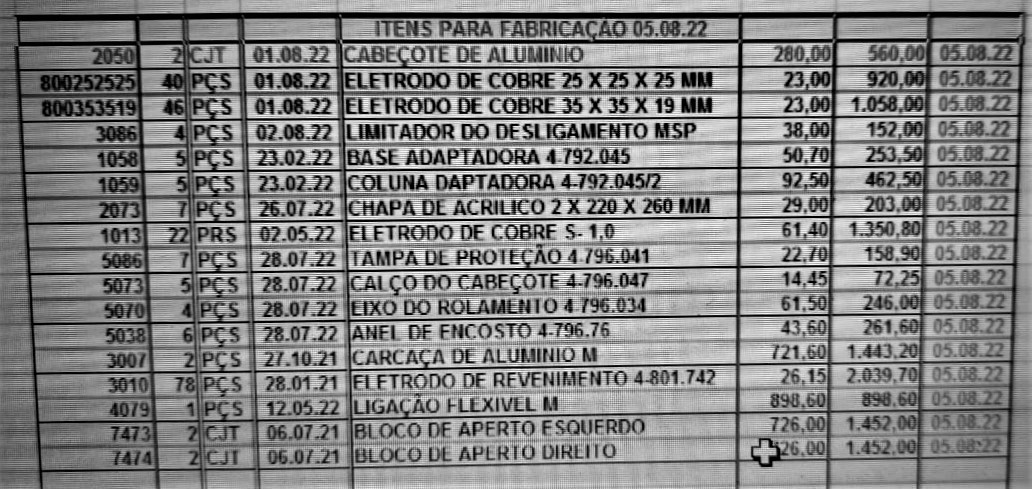 ITENS PARA FABRICAÇÃO 05.08.22
2050 2 CJT 01.08.22 CABEÇOTE DE ALUMINIO 280,00 560,00 05.08.22
800252525 40 PÇS 01.08.22 ELETRODO DE COBRE 25 X 25 X 25 MM 23,00 920,00 05.08.22
800353519 46 PÇS 01.08.22 ELETRODO DE COBRE 35 X 35 X 19 MM 23,00 1.058,00 05.08.22
3086 4 PÇS 02.08.22 LIMITADOR DO DESLIGAMENTO MSP 38,00 152,00 05.08.22
1058 5 PÇS 23.02.22 BASE ADAPTADORA 4-792.045 50,70 253,50 05.08.22
1059 5 PÇS 23.02.22 COLUNA DAPTADORA 4-792.045/2 92,50 462,50 05.08.22
2073 7 PÇS 26.07.22 CHAPA DE ACRILICO 2 X 220 X 260 MM 29,00 203,00 05.08.22
1013 22 PRS 02.05.22 ELETRODO DE COBRE S- 1,0 61,40 1.350,80 05.08.22
5086 7 PÇS 28.07.22 TAMPA DE PROTEÇÃO 4-796.041 22,70 158,90 05.08.22
5073 5 PÇS 28.07.22 CALÇO DO CABEÇOTE 4-796.047 14,45 72,25 05.08.22
5070 4 PÇS 28.07.22 EIXO DO ROLAMENTO 4-796.034 61,50 246,00 05.08.22
5038 6 PÇS 28.07.22 ANEL DE ENCOSTO 4-796.76 43,60 261,60 05.08.22
3007 2 PÇS 27.10.21 CARCAÇA DE ALUMINIO M 721,60 1.443,20 05.08.22
3010 78 PÇS 28.01.21 ELETRODO DE REVENIMENTO 4-801.742 26,15 2.039,70 05.08.22
4079 1 PÇS 12.05.22 LIGAÇÃO FLEXIVEL M 898,60 898,60 05.08.22
7473 2 CJT 06.07.21 BLOCO DE APERTO ESQUERDO 726,00 1.452,00 05.08.22
7474 2 CJT 06.07.21 BLOCO DE APERTO DIREITO 26,00 1.452,00 05.08.22